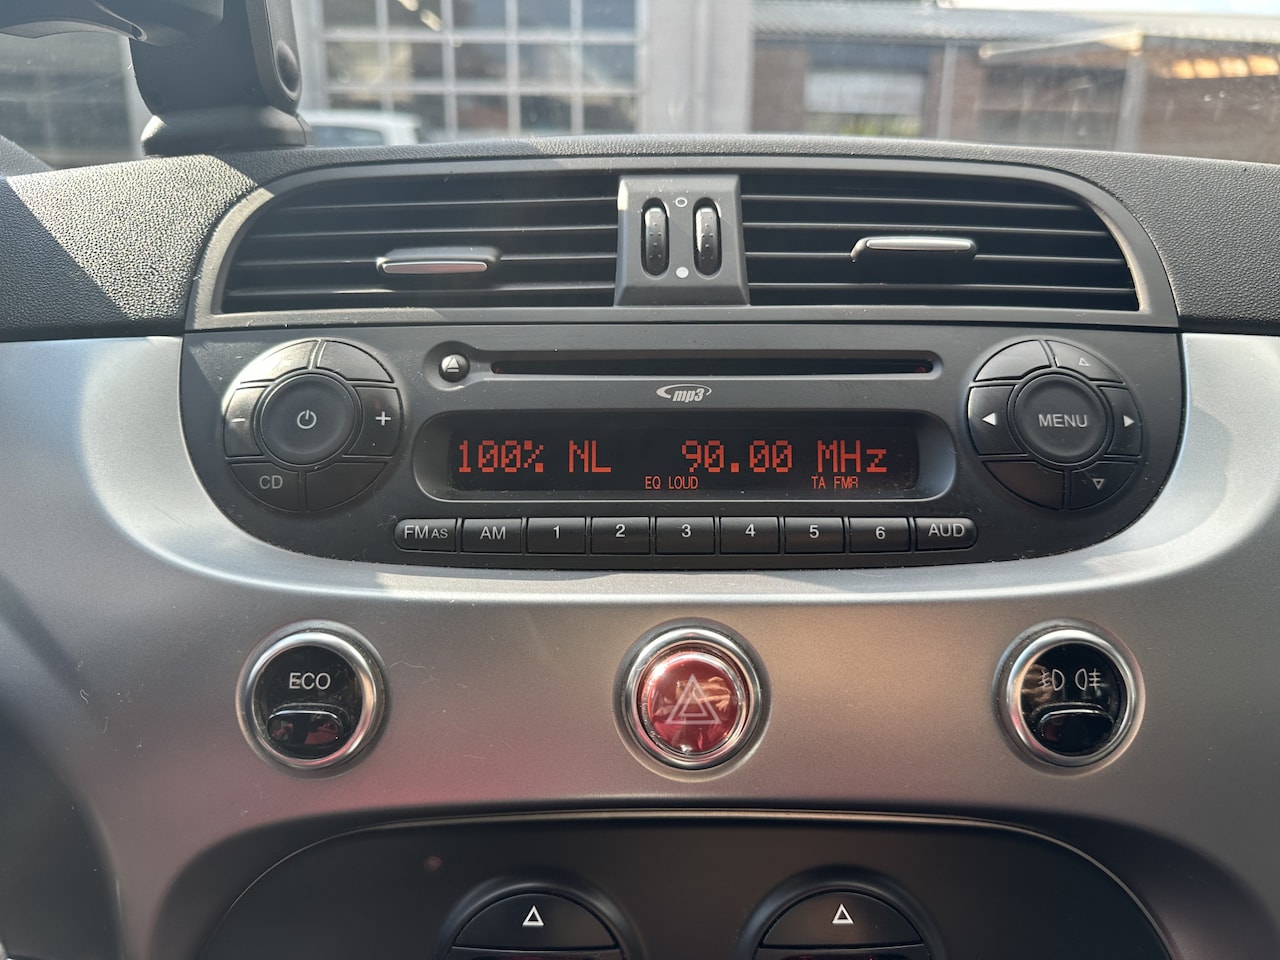 mp3
− + MENU
CD
100% NL 90.00 MHz
EQ LOUD TA FMA
FM AS AM 1 2 3 4 5 6 AUD
ECO